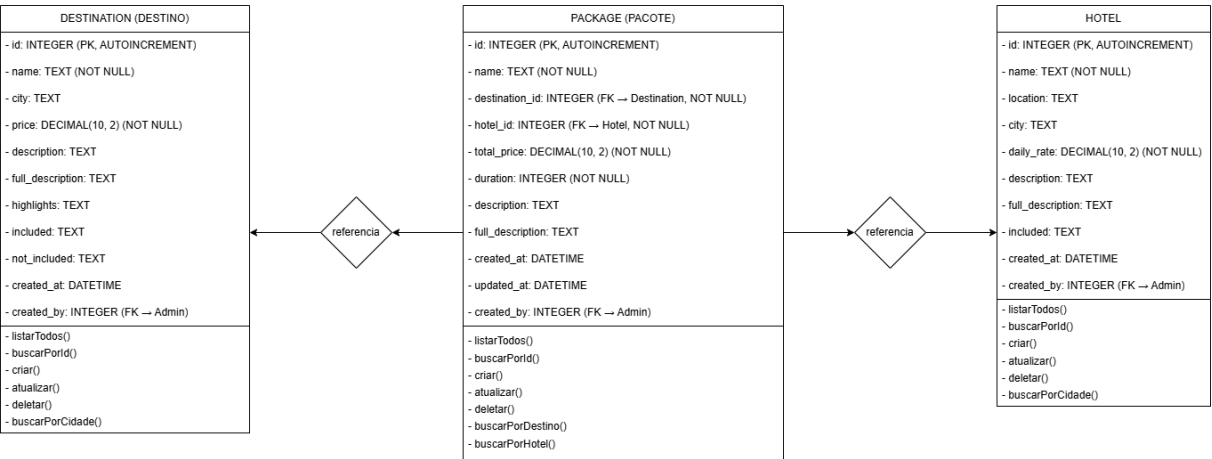 DESTINATION (DESTINO)
- id: INTEGER (PK, AUTOINCREMENT)
- name: TEXT (NOT NULL)
- city: TEXT
- price: DECIMAL(10, 2) (NOT NULL)
- description: TEXT
- full_description: TEXT
- highlights: TEXT
- included: TEXT
- not_included: TEXT
- created_at: DATETIME
- created_by: INTEGER (FK → Admin)
- listarTodos()
- buscarPorId()
- criar()
- atualizar()
- deletar()
- buscarPorCidade()
referencia
PACKAGE (PACOTE)
- id: INTEGER (PK, AUTOINCREMENT)
- name: TEXT (NOT NULL)
- destination_id: INTEGER (FK → Destination, NOT NULL)
- hotel_id: INTEGER (FK → Hotel, NOT NULL)
- total_price: DECIMAL(10, 2) (NOT NULL)
- duration: INTEGER (NOT NULL)
- description: TEXT
- full_description: TEXT
- created_at: DATETIME
- updated_at: DATETIME
- created_by: INTEGER (FK → Admin)
- listarTodos()
- buscarPorId()
- criar()
- atualizar()
- deletar()
- buscarPorDestino()
- buscarPorHotel()
referencia
HOTEL
- id: INTEGER (PK, AUTOINCREMENT)
- name: TEXT (NOT NULL)
- location: TEXT
- city: TEXT
- daily_rate: DECIMAL(10, 2) (NOT NULL)
- description: TEXT
- full_description: TEXT
- included: TEXT
- created_at: DATETIME
- created_by: INTEGER (FK → Admin)
- listarTodos()
- buscarPorId()
- criar()
- atualizar()
- deletar()
- buscarPorCidade()